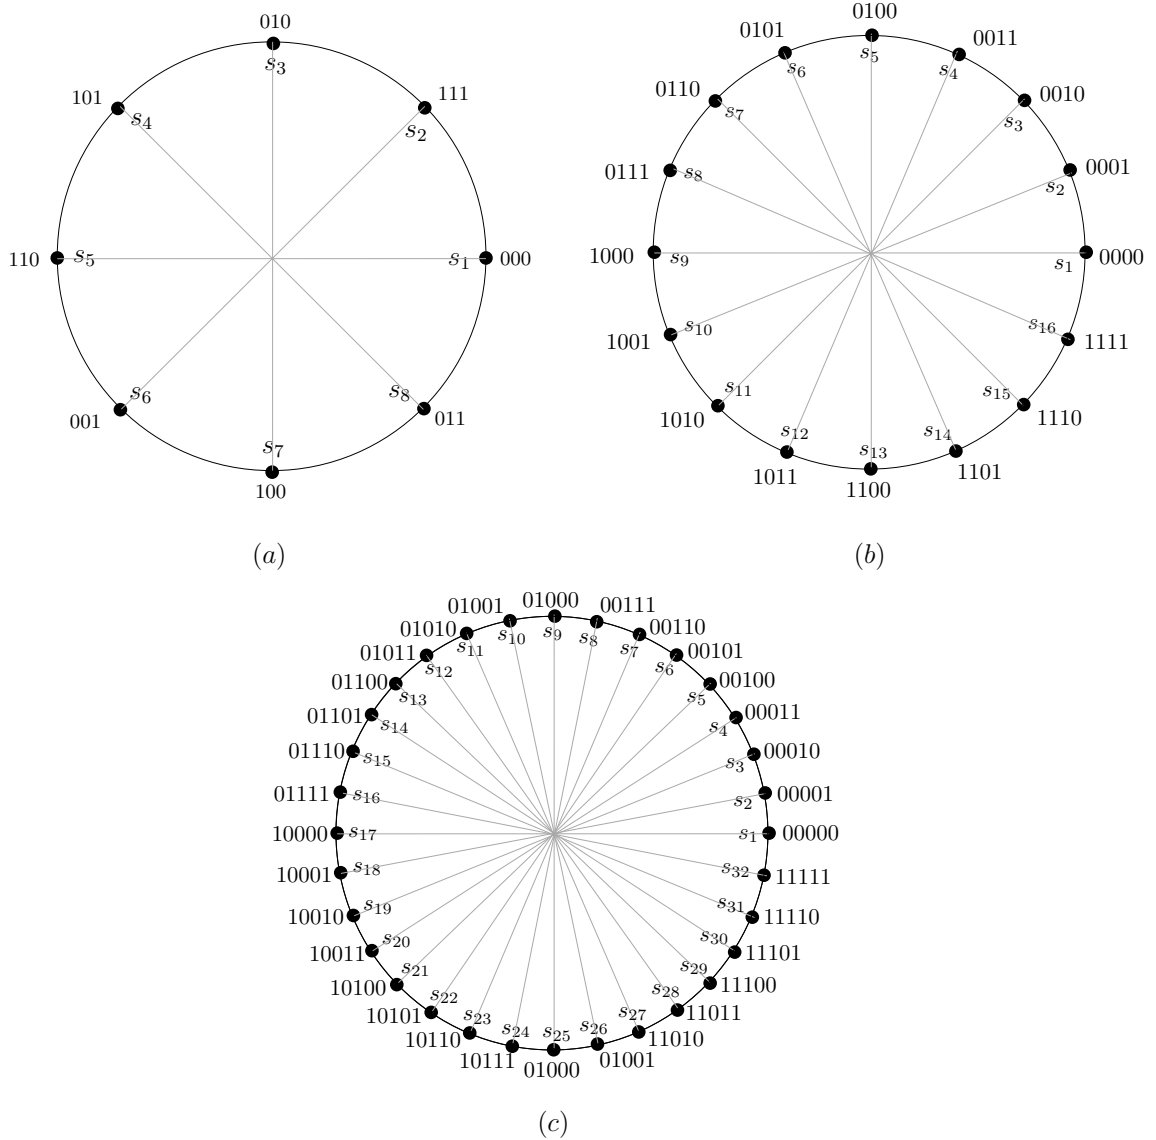 010
s3
111
s2
101
s4
110
s5
s1
000
001
s6
s8
011
s7
100
(a)
0100
s5
0101
s6
0011
s4
0110
s7
0010
s3
0111
s8
0001
s2
1000
s9
s1
0000
1001
s10
s16
1111
1010
s11
s15
1110
s12
1011
s13
1100
s14
1101
(b)
01000
s9
01001
s10
00111
s8
01010
s11
00110
s7
01011
s12
00101
s6
01100
s13
00100
s5
01101
s14
00011
s4
01110
s15
00010
s3
01111
s16
00001
s2
10000
s17
s1
00000
10001
s18
s32
11111
10010
s19
s31
11110
10011
s20
s30
11101
10100
s21
s29
11100
10101
s22
s28
11011
10110
s23
s27
11010
10111
s24
s26
01001
s25
01000
(c)